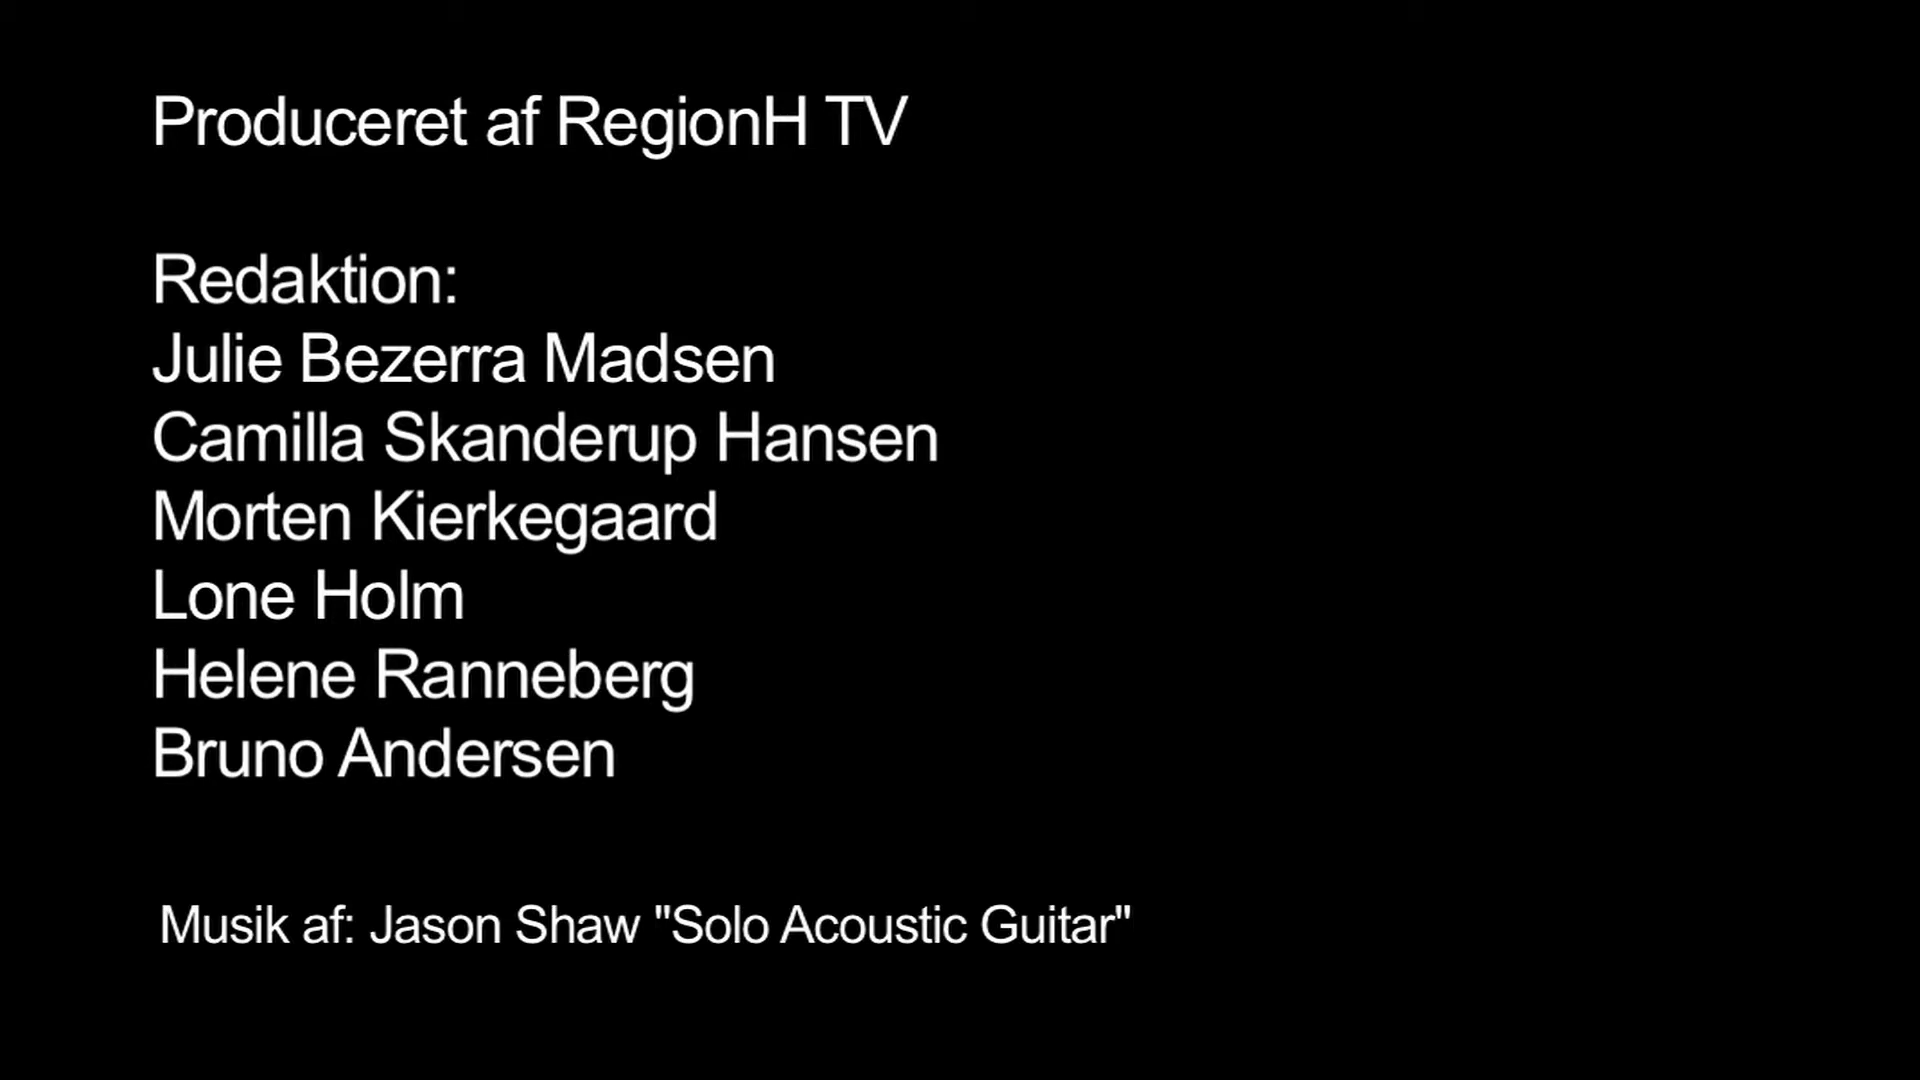 Produceret af RegionH TV
Redaktion:
Julie Bezerra Madsen
Camilla Skanderup Hansen
Morten Kierkegaard
Lone Holm
Helene Ranneberg
Bruno Andersen
Musik af: Jason Shaw "Solo Acoustic Guitar"